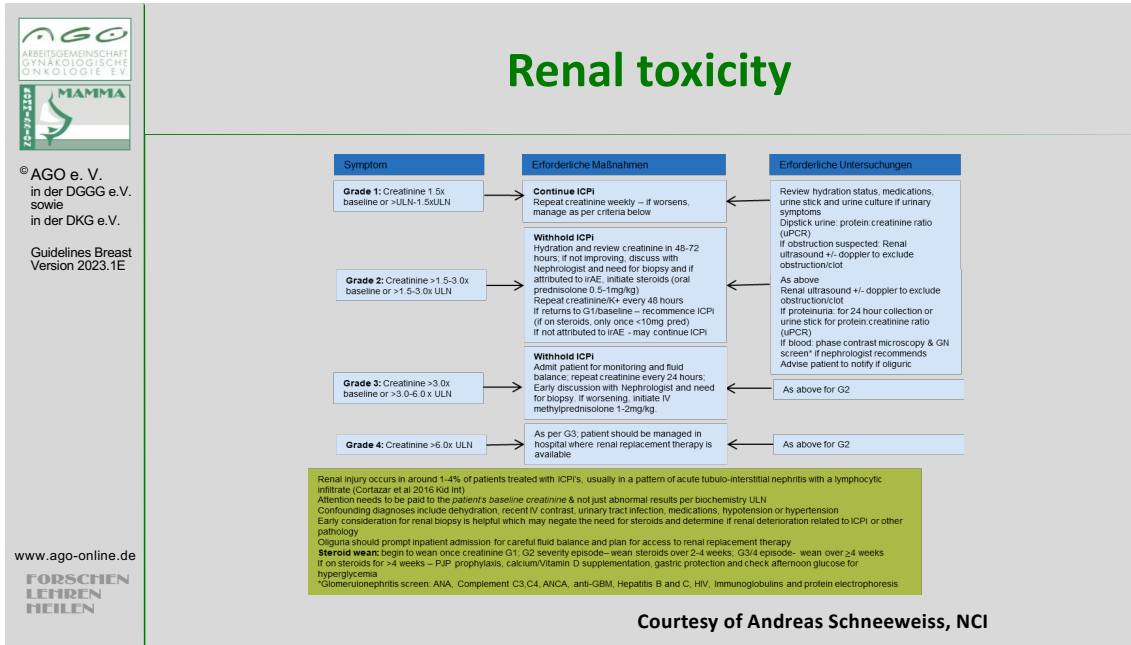 AGO
ARBEITSGEMEINSCHAFT
GYNÄKOLOGISCHE
ONKOLOGIE E.V.
KOMMISSION
MAMMA
© AGO e. V.
in der DGGG e.V.
sowie
in der DKG e.V.
Guidelines Breast
Version 2023.1E
www.ago-online.de
FORSCHEN
LEHREN
HEILEN
Renal toxicity
Symptom
Erforderliche Maßnahmen
Erforderliche Untersuchungen
Grade 1: Creatinine 1.5x
baseline or >ULN-1.5xULN
Continue ICPi
Repeat creatinine weekly – if worsens,
manage as per criteria below
Review hydration status, medications,
urine stick and urine culture if urinary
symptoms
Dipstick urine: protein:creatinine ratio
(uPCR)
If obstruction suspected: Renal
ultrasound +/- doppler to exclude
obstruction/clot
Grade 2: Creatinine >1.5-3.0x
baseline or >1.5-3.0x ULN
Withhold ICPi
Hydration and review creatinine in 48-72
hours; if not improving, discuss with
Nephrologist and need for biopsy and if
attributed to irAE, initiate steroids (oral
prednisolone 0.5-1mg/kg)
Repeat creatinine/K+ every 48 hours
If returns to G1/baseline – recommence ICPi
(if on steroids, only once <10mg pred)
If not attributed to irAE - may continue ICPi
As above
Renal ultrasound +/- doppler to exclude
obstruction/clot
If proteinuria: for 24 hour collection or
urine stick for protein:creatinine ratio
(uPCR)
If blood: phase contrast microscopy & GN
screen* if nephrologist recommends
Advise patient to notify if oliguric
Grade 3: Creatinine >3.0x
baseline or >3.0-6.0 x ULN
Withhold ICPi
Admit patient for monitoring and fluid
balance; repeat creatinine every 24 hours;
Early discussion with Nephrologist and need
for biopsy. If worsening, initiate IV
methylprednisolone 1-2mg/kg.
As above for G2
Grade 4: Creatinine >6.0x ULN
As per G3; patient should be managed in
hospital where renal replacement therapy is
available
As above for G2
Renal injury occurs in around 1-4% of patients treated with ICPi's, usually in a pattern of acute tubulo-interstitial nephritis with a lymphocytic
infiltrate (Cortazar et al 2016 Kid Int)
Attention needs to be paid to the patient's baseline creatinine & not just abnormal results per biochemistry ULN
Confounding diagnoses include dehydration, recent IV contrast, urinary tract infection, medications, hypotension or hypertension
Early consideration for renal biopsy is helpful which may negate the need for steroids and determine if renal deterioration related to ICPi or other
pathology
Oliguria should prompt inpatient admission for careful fluid balance and plan for access to renal replacement therapy
Steroid wean: begin to wean once creatinine G1; G2 severity episode– wean steroids over 2-4 weeks; G3/4 episode- wean over ≥4 weeks
If on steroids for >4 weeks – PJP prophylaxis, calcium/Vitamin D supplementation, gastric protection and check afternoon glucose for
hyperglycemia
*Glomerulonephritis screen: ANA, Complement C3,C4, ANCA, anti-GBM, Hepatitis B and C, HIV, Immunoglobulins and protein electrophoresis
Courtesy of Andreas Schneeweiss, NCI